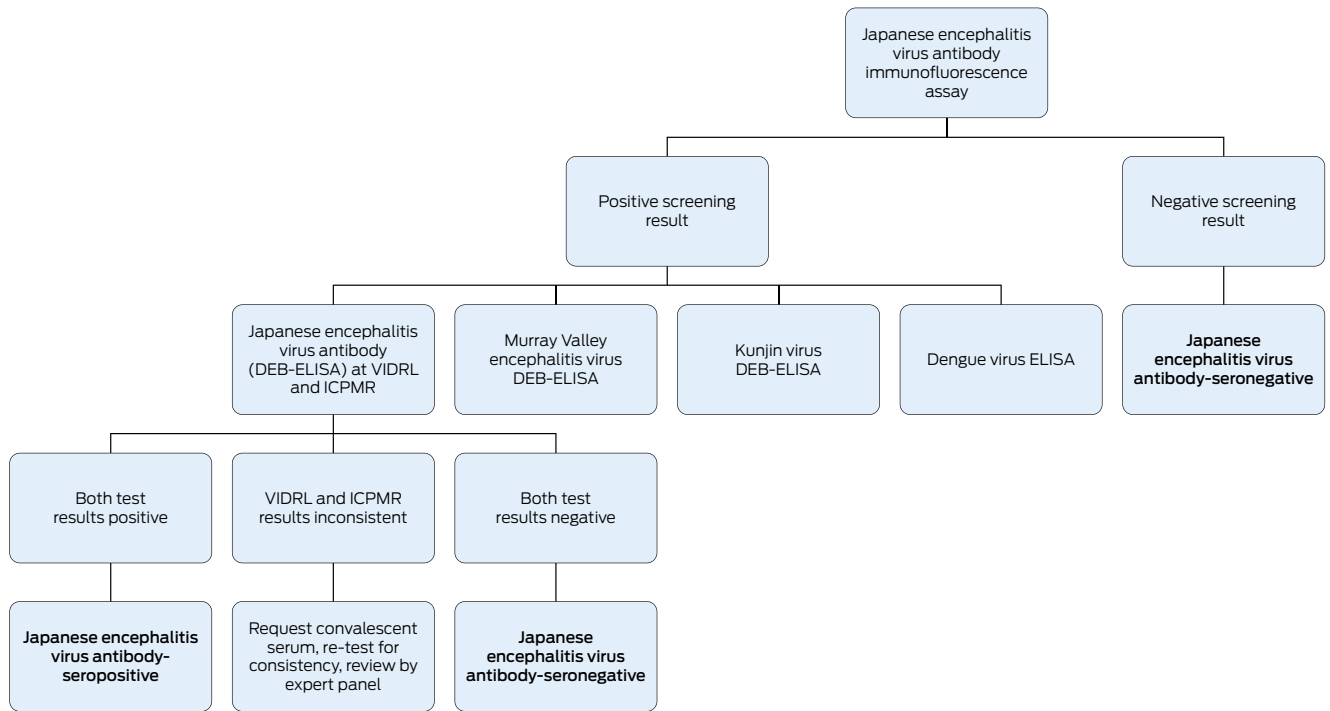 Japanese encephalitis
virus antibody
immunofluorescence
assay
Positive screening
result
Negative screening
result
Japanese encephalitis
virus antibody
(DEB-ELISA) at VIDRL
and ICPMR
Murray Valley
encephalitis virus
DEB-ELISA
Kunjin virus
DEB-ELISA
Dengue virus ELISA
Japanese
encephalitis virus
antibody-seronegative
Both test
results positive
VIDRL and ICPMR
results inconsistent
Both test
results negative
Japanese encephalitis
virus antibody-
seropositive
Request convalescent
serum, re-test for
consistency, review by
expert panel
Japanese
encephalitis virus
antibody-seronegative